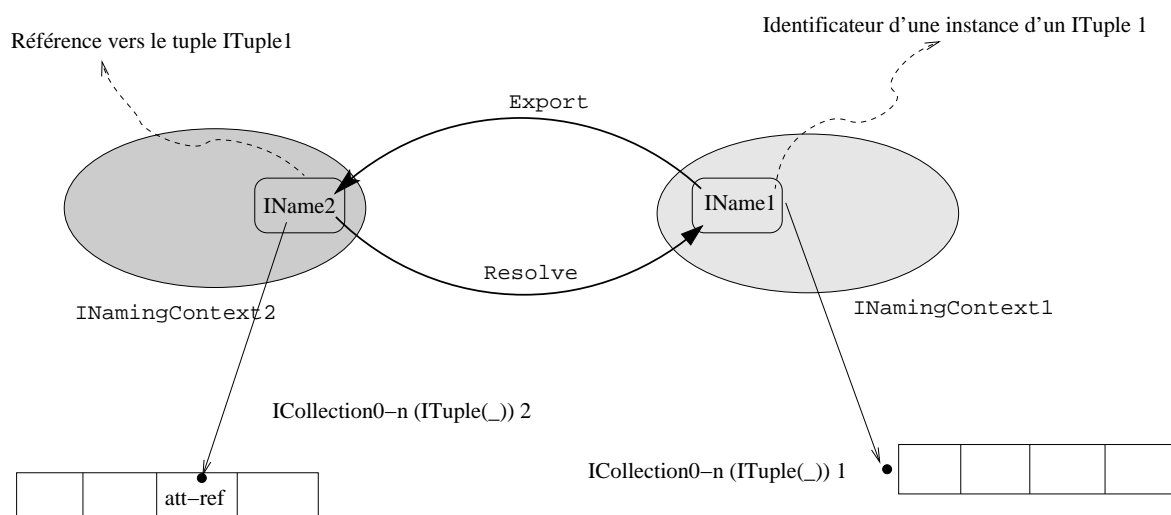 Identificateur d'une instance d'un ITuple 1
Référence vers le tuple ITuple1
Export
IName2
IName1
Resolve
INamingContext2
INamingContext1
ICollection0−n (ITuple(_)) 2
ICollection0−n (ITuple(_)) 1
att−ref